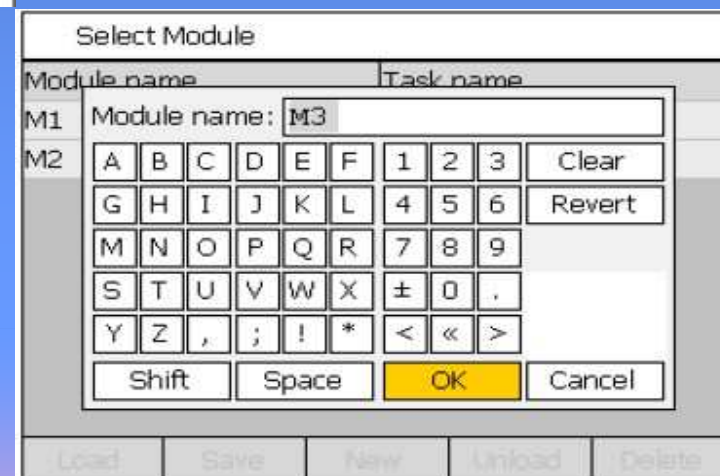 Select Module
Module name Task name
M1
M2
Module name: M3
A B C D E F 1 2 3 Clear
G H I J K L 4 5 6 Revert
M N O P Q R 7 8 9
S T U V W X ± 0 .
Y Z , ; ! * < « >
Shift Space OK Cancel
Load Save New Unload Delete